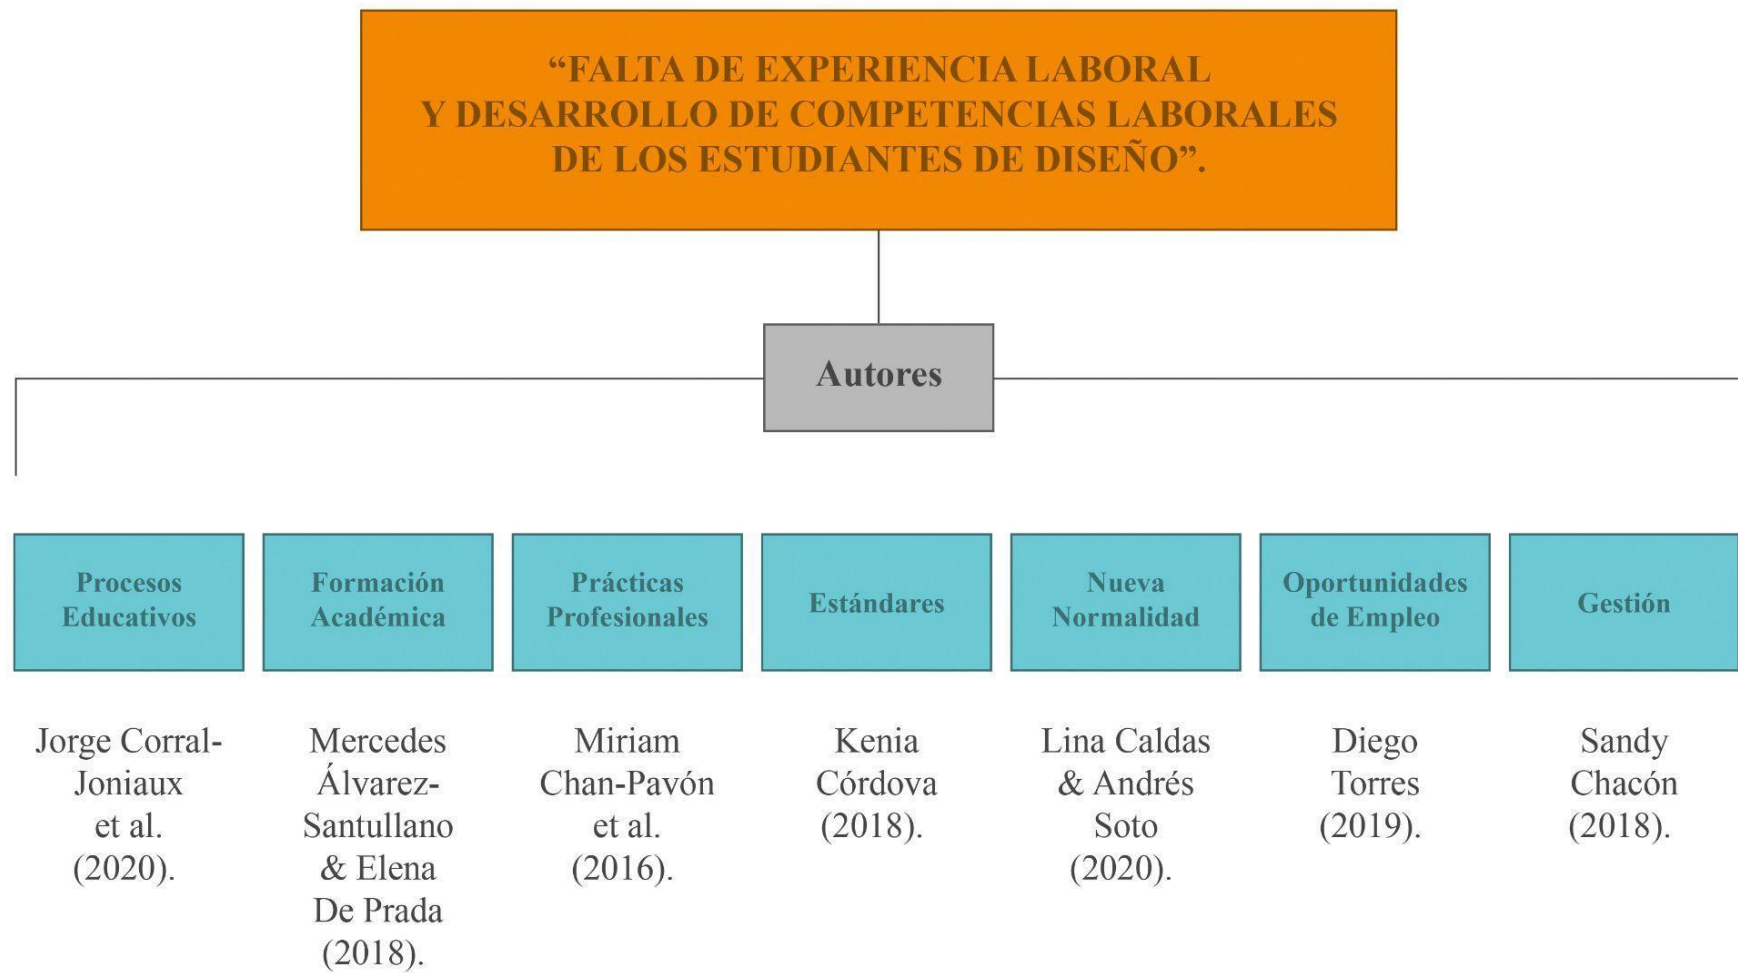 “FALTA DE EXPERIENCIA LABORAL
Y DESARROLLO DE COMPETENCIAS LABORALES
DE LOS ESTUDIANTES DE DISEÑO”.
Autores
Procesos
Educativos
Formación
Académica
Prácticas
Profesionales
Estándares
Nueva
Normalidad
Oportunidades
de Empleo
Gestión
Jorge Corral-
Joniaux
et al.
(2020).
Mercedes
Álvarez-
Santullano
& Elena
De Prada
(2018).
Miriam
Chan-Pavón
et al.
(2016).
Kenia
Córdova
(2018).
Lina Caldas
& Andrés
Soto
(2020).
Diego
Torres
(2019).
Sandy
Chacón
(2018).